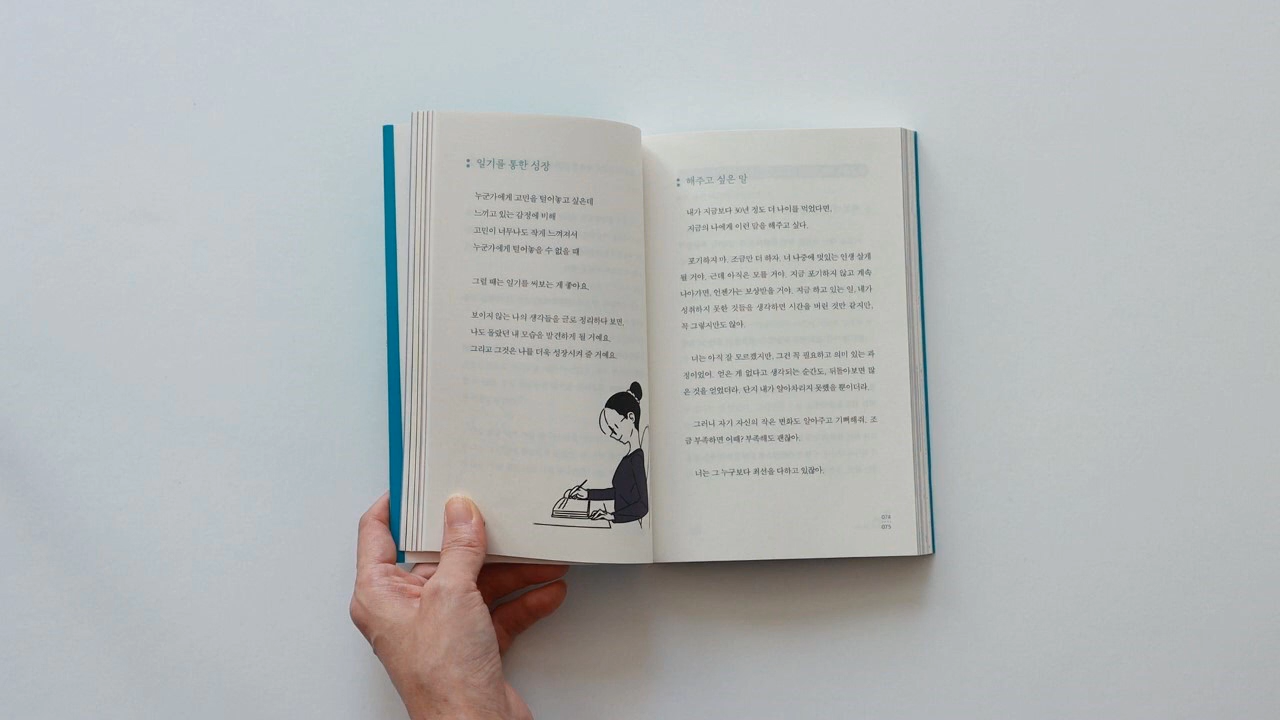 일기를 통한 성장
누군가에게 고민을 털어놓고 싶은데
느끼고 있는 감정에 비해
고민이 너무나도 작게 느껴져서
누군가에게 털어놓을 수 없을 때
그럴 때는 일기를 써보는 게 좋아요.
보이지 않는 나의 생각들을 글로 정리하다 보면,
나도 몰랐던 내 모습을 발견하게 될 거예요.
그리고 그것은 나를 더욱 성장시켜 줄 거예요.
해주고 싶은 말
내가 지금보다 30년 정도 더 나이를 먹었다면,
지금의 나에게 이런 말을 해주고 싶다.
포기하지 마. 조금만 더 하자. 너 나중에 멋있는 인생 살게
될 거야. 근데 아직은 모를 거야. 지금 포기하지 않고 계속
나아가면, 언젠가는 보상받을 거야. 지금 하고 있는 일, 네가
성취하지 못한 것들을 생각하면 시간을 버린 것만 같지만,
꼭 그렇지만도 않아.
너는 아직 잘 모르겠지만, 그건 꼭 필요하고 의미 있는 과
정이었어. 얻은 게 없다고 생각되는 순간도, 뒤돌아보면 많
은 것을 얻었더라. 단지 내가 알아차리지 못했을 뿐이더라.
그러니 자기 자신의 작은 변화도 알아주고 기뻐해줘. 조
금 부족하면 어때? 부족해도 괜찮아.
너는 그 누구보다 최선을 다하고 있잖아.
074
075